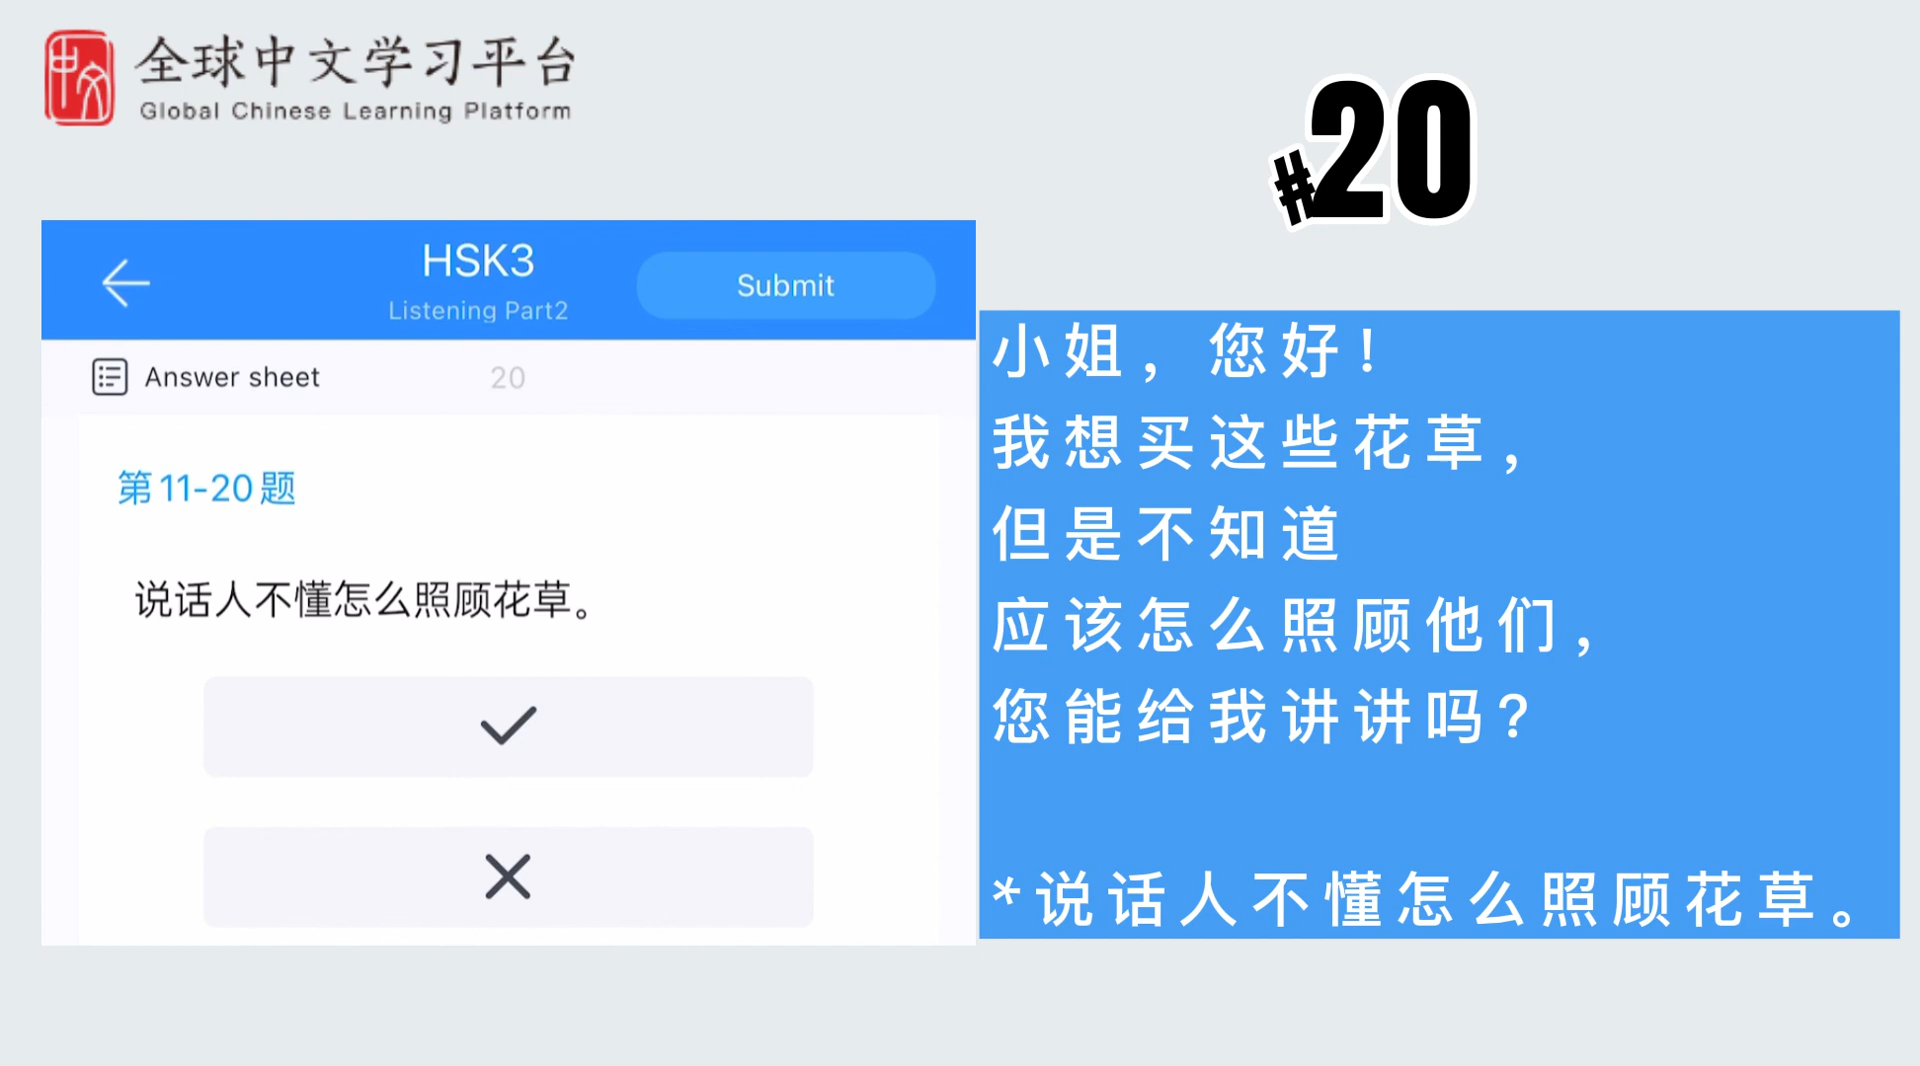 中文
全球中文学习平台
Global Chinese Learning Platform
#20
HSK3
Listening Part2
Submit
Answer sheet
20
第11-20题
说话人不懂怎么照顾花草。
小姐，您好！
我想买这些花草，
但是不知道
应该怎么照顾他们，
您能给我讲讲吗？
*说话人不懂怎么照顾花草。